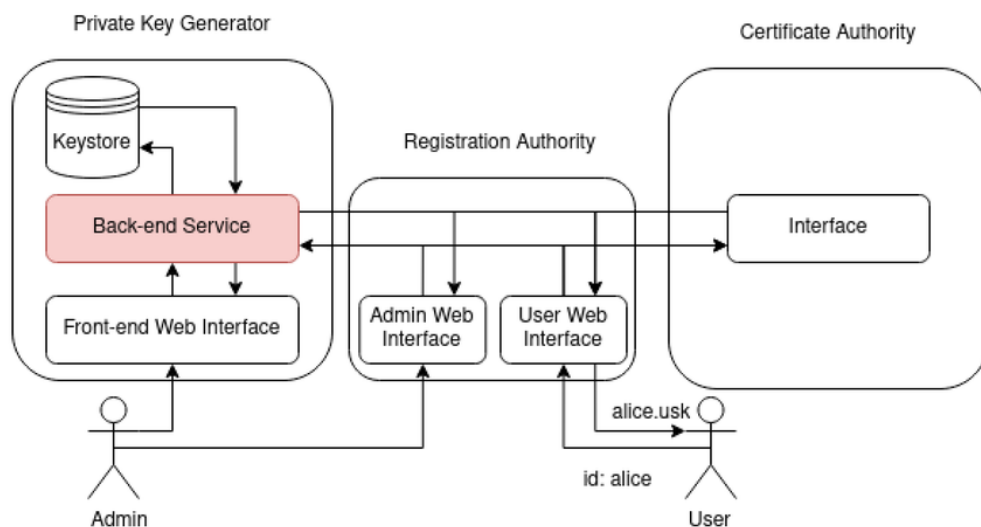 Private Key Generator
Certificate Authority
Keystore
Registration Authority
Back-end Service
Interface
Front-end Web Interface
Admin Web
Interface
User Web
Interface
alice.usk
id: alice
Admin
User